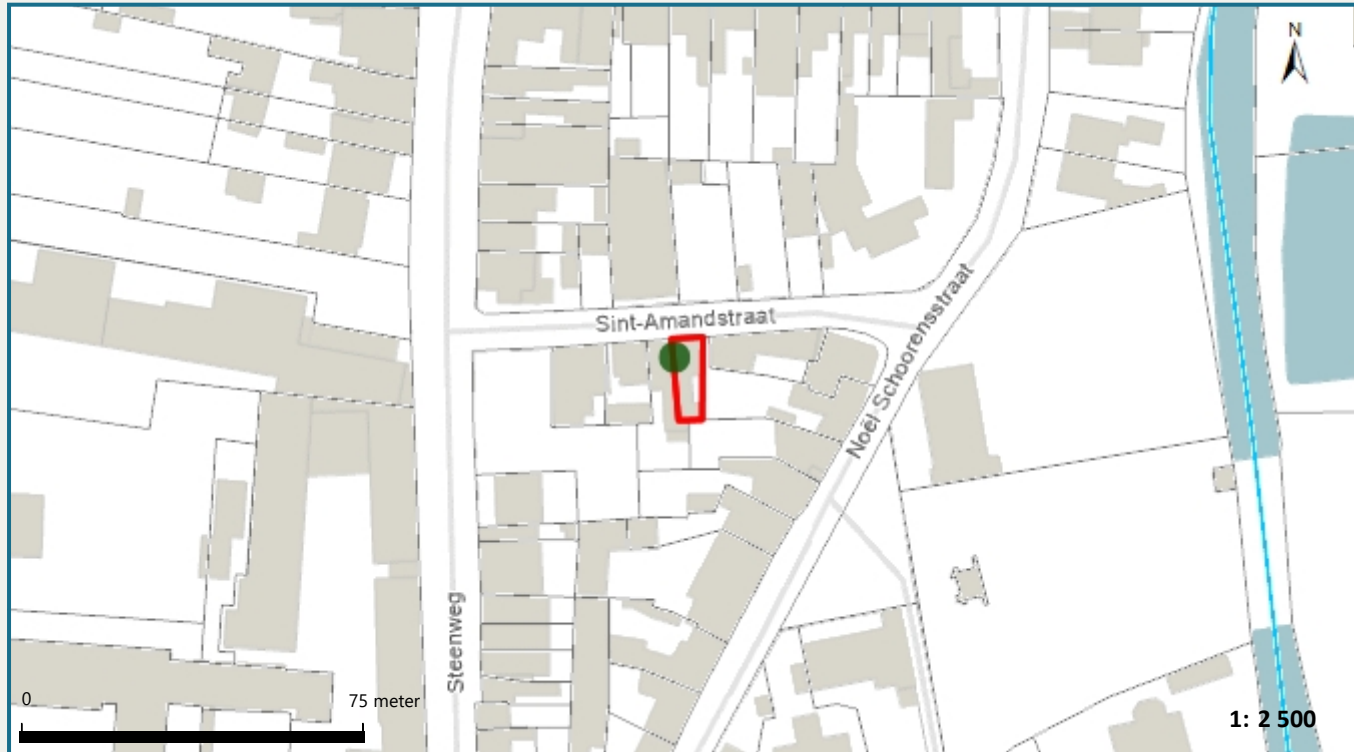 N
Sint-Amandstraat
Noël Schoorensstraat
Steenweg
0
75 meter
1: 2 500